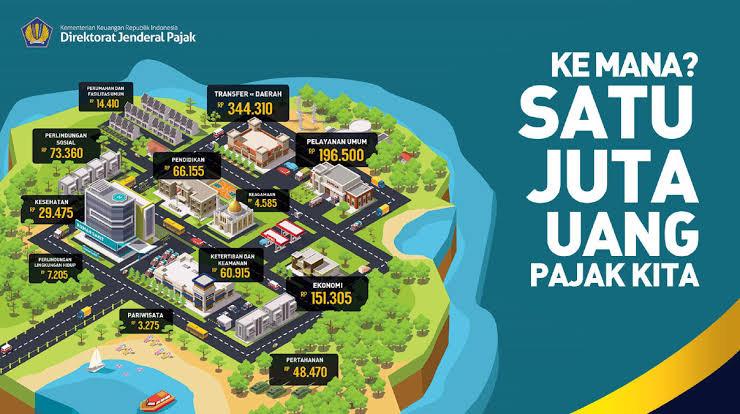 Kementerian Keuangan Republik Indonesia
Direktorat Jenderal Pajak
KE MANA?
SATU
JUTA
UANG
PAJAK KITA
PERUMAHAN DAN
FASILITAS UMUM
RP 14.410
TRANSFER KE DAERAH
RP 344.310
PERLINDUNGAN
SOSIAL
RP 73.360
PENDIDIKAN
RP 66.155
PELAYANAN UMUM
RP 196.500
KESEHATAN
RP 29.475
KEAGAMAAN
RP 4.585
PERLINDUNGAN
LINGKUNGAN HIDUP
RP 7.205
RUMAH SAKIT
KETERTIBAN DAN
KEAMANAN
RP 60.915
EKONOMI
RP 151.305
PARIWISATA
RP 3.275
PERTAHANAN
RP 48.470